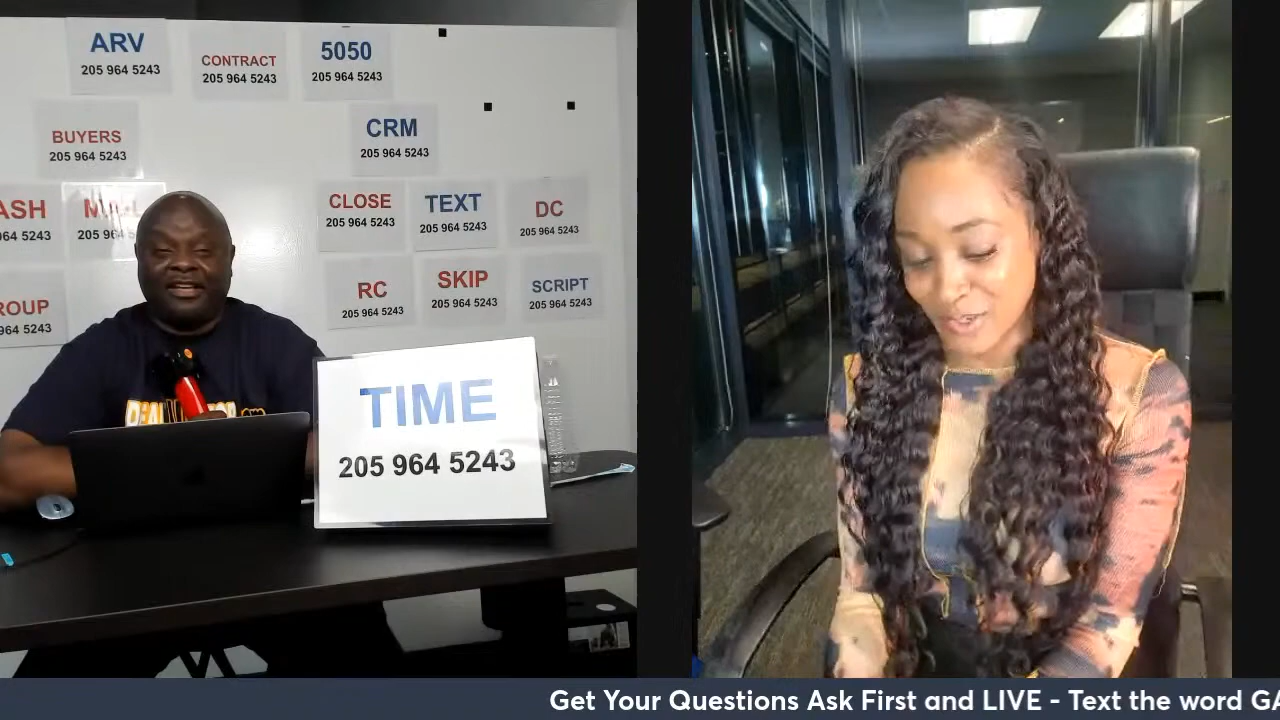 ARV
205 964 5243
CONTRACT
205 964 5243
5050
205 964 5243
BUYERS
205 964 5243
CRM
205 964 5243
ASH
964 5243
205 96
CLOSE
205 964 5243
TEXT
205 964 5243
DC
205 964 5243
ROUP
964 5243
RC
205 964 5243
SKIP
205 964 5243
SCRIPT
205 964 5243
TIME
205 964 5243
Get Your Questions Ask First and LIVE - Text the word GA